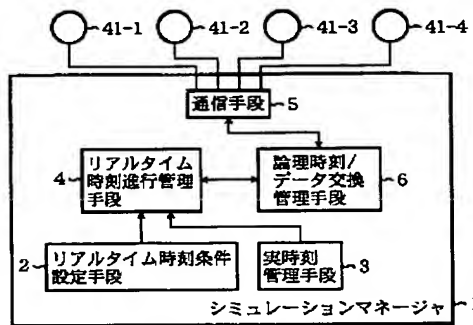 41-1 41-2 41-3 41-4
通信手段 5
4 リアルタイム
時刻進行管理
手段
論理時刻/
データ交換
管理手段 6
2 リアルタイム時刻条件
設定手段
実時刻
管理手段 3
シミュレーションマネージャ